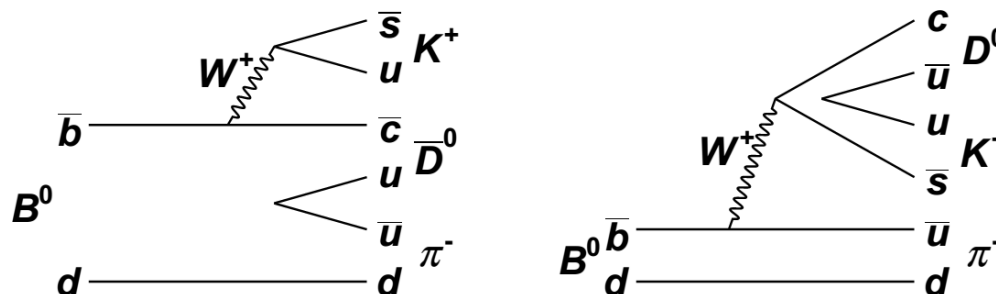 s̅
K⁺
W⁺
u
b̅
c̅
D̅⁰
u
B⁰
u̅
π⁻
d
d
c
D⁰
u̅
u
W⁺
K⁺
s̅
b̅
u̅
B⁰
π⁻
d
d